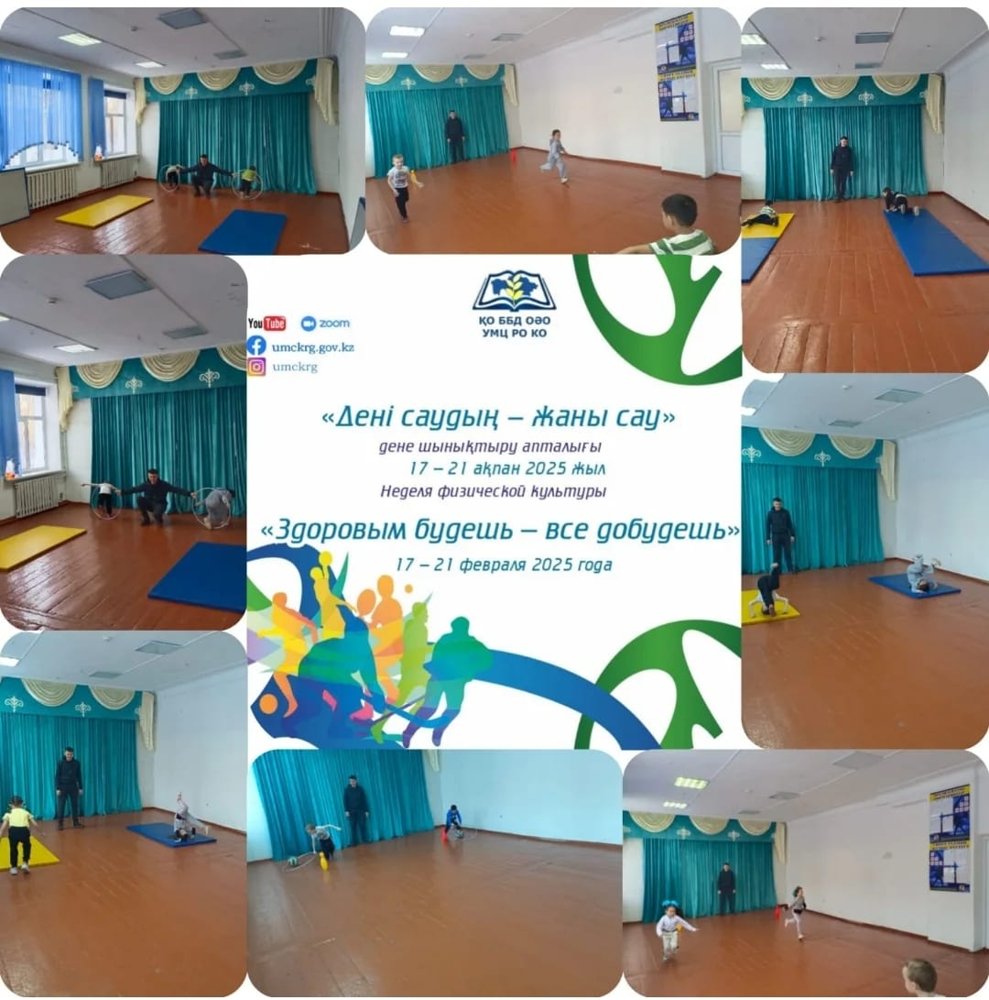 ҚО ББД ОӘО
УМЦ РО КО
YouTube zoom
umckrg.gov.kz
umckrg
«Дені саудың – жаны сау»
дене шынықтыру апталығы
17 – 21 ақпан 2025 жыл
Неделя физической культуры
«Здоровым будешь – все добудешь»
17 – 21 февраля 2025 года